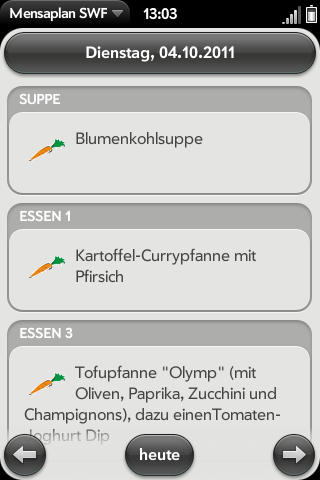 Mensaplan SWF
13:03
Dienstag, 04.10.2011
SUPPE
Blumenkohlsuppe
ESSEN 1
Kartoffel-Currypfanne mit
Pfirsich
ESSEN 3
Tofupfanne "Olymp" (mit
Oliven, Paprika, Zucchini und
Champignons), dazu einenTomaten-
Joghurt Dip
heute